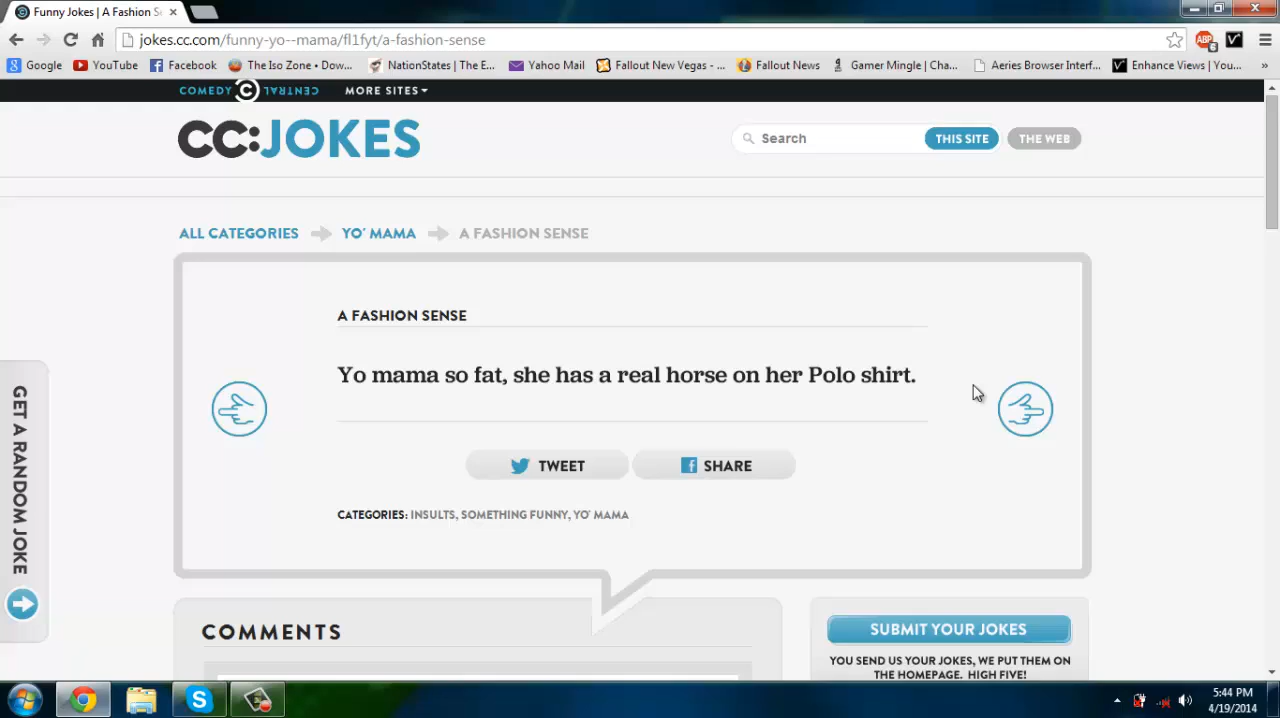 Funny Jokes | A Fashion Se
jokes.cc.com/funny-yo--mama/fl1fyt/a-fashion-sense
Google YouTube Facebook The Iso Zone • Dow... NationStates | The E... Yahoo Mail Fallout New Vegas - ... Fallout News Gamer Mingle | Cha... Aeries Browser Interf... Enhance Views | You... »
COMEDY CENTRAL MORE SITES
CC:JOKES
Search THIS SITE THE WEB
ALL CATEGORIES YO' MAMA A FASHION SENSE
A FASHION SENSE
Yo mama so fat, she has a real horse on her Polo shirt.
GET A RANDOM JOKE
TWEET SHARE
CATEGORIES: INSULTS, SOMETHING FUNNY, YO' MAMA
COMMENTS
SUBMIT YOUR JOKES
YOU SEND US YOUR JOKES, WE PUT THEM ON
THE HOMEPAGE. HIGH FIVE!
5:44 PM
4/19/2014